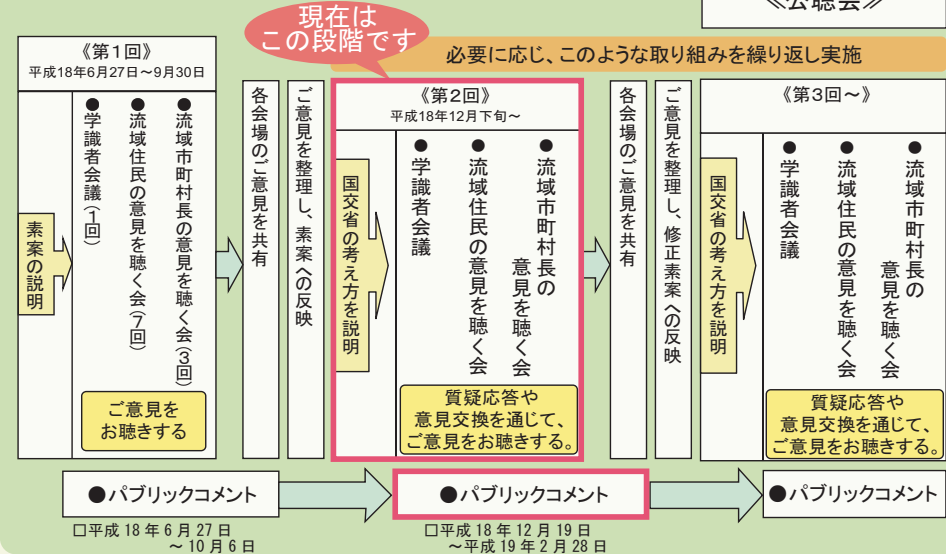 ≪公聴会≫
現在は
この段階です
必要に応じ、このような取り組みを繰り返し実施
《第1回》
平成18年6月27日～9月30日
素案の説明
●学識者会議(1回)
●流域住民の意見を聴く会(7回)
●流域市町村長の意見を聴く会(3回)
ご意見を
お聴きする
各会場のご意見を共有
ご意見を整理し、素案への反映
《第2回》
平成18年12月下旬～
国交省の考え方を説明
●学識者会議
●流域住民の意見を聴く会
●流域市町村長の
意見を聴く会
質疑応答や
意見交換を通じて、
ご意見をお聴きする。
各会場のご意見を共有
ご意見を整理し、修正素案への反映
《第3回～》
国交省の考え方を説明
●学識者会議
●流域住民の意見を聴く会
●流域市町村長の
意見を聴く会
質疑応答や
意見交換を通じて、
ご意見をお聴きする。
●パブリックコメント
□平成18年6月27日
～10月6日
●パブリックコメント
□平成18年12月19日
～平成19年2月28日
●パブリックコメント